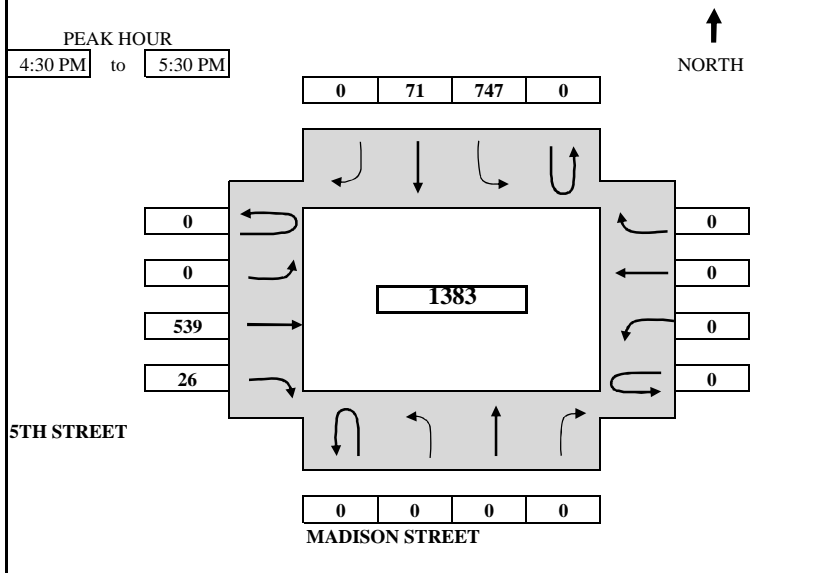 PEAK HOUR
4:30 PM to 5:30 PM
NORTH
0 71 747 0
0 0
0 0
1383
539 0
26 0
5TH STREET
0 0 0 0
MADISON STREET